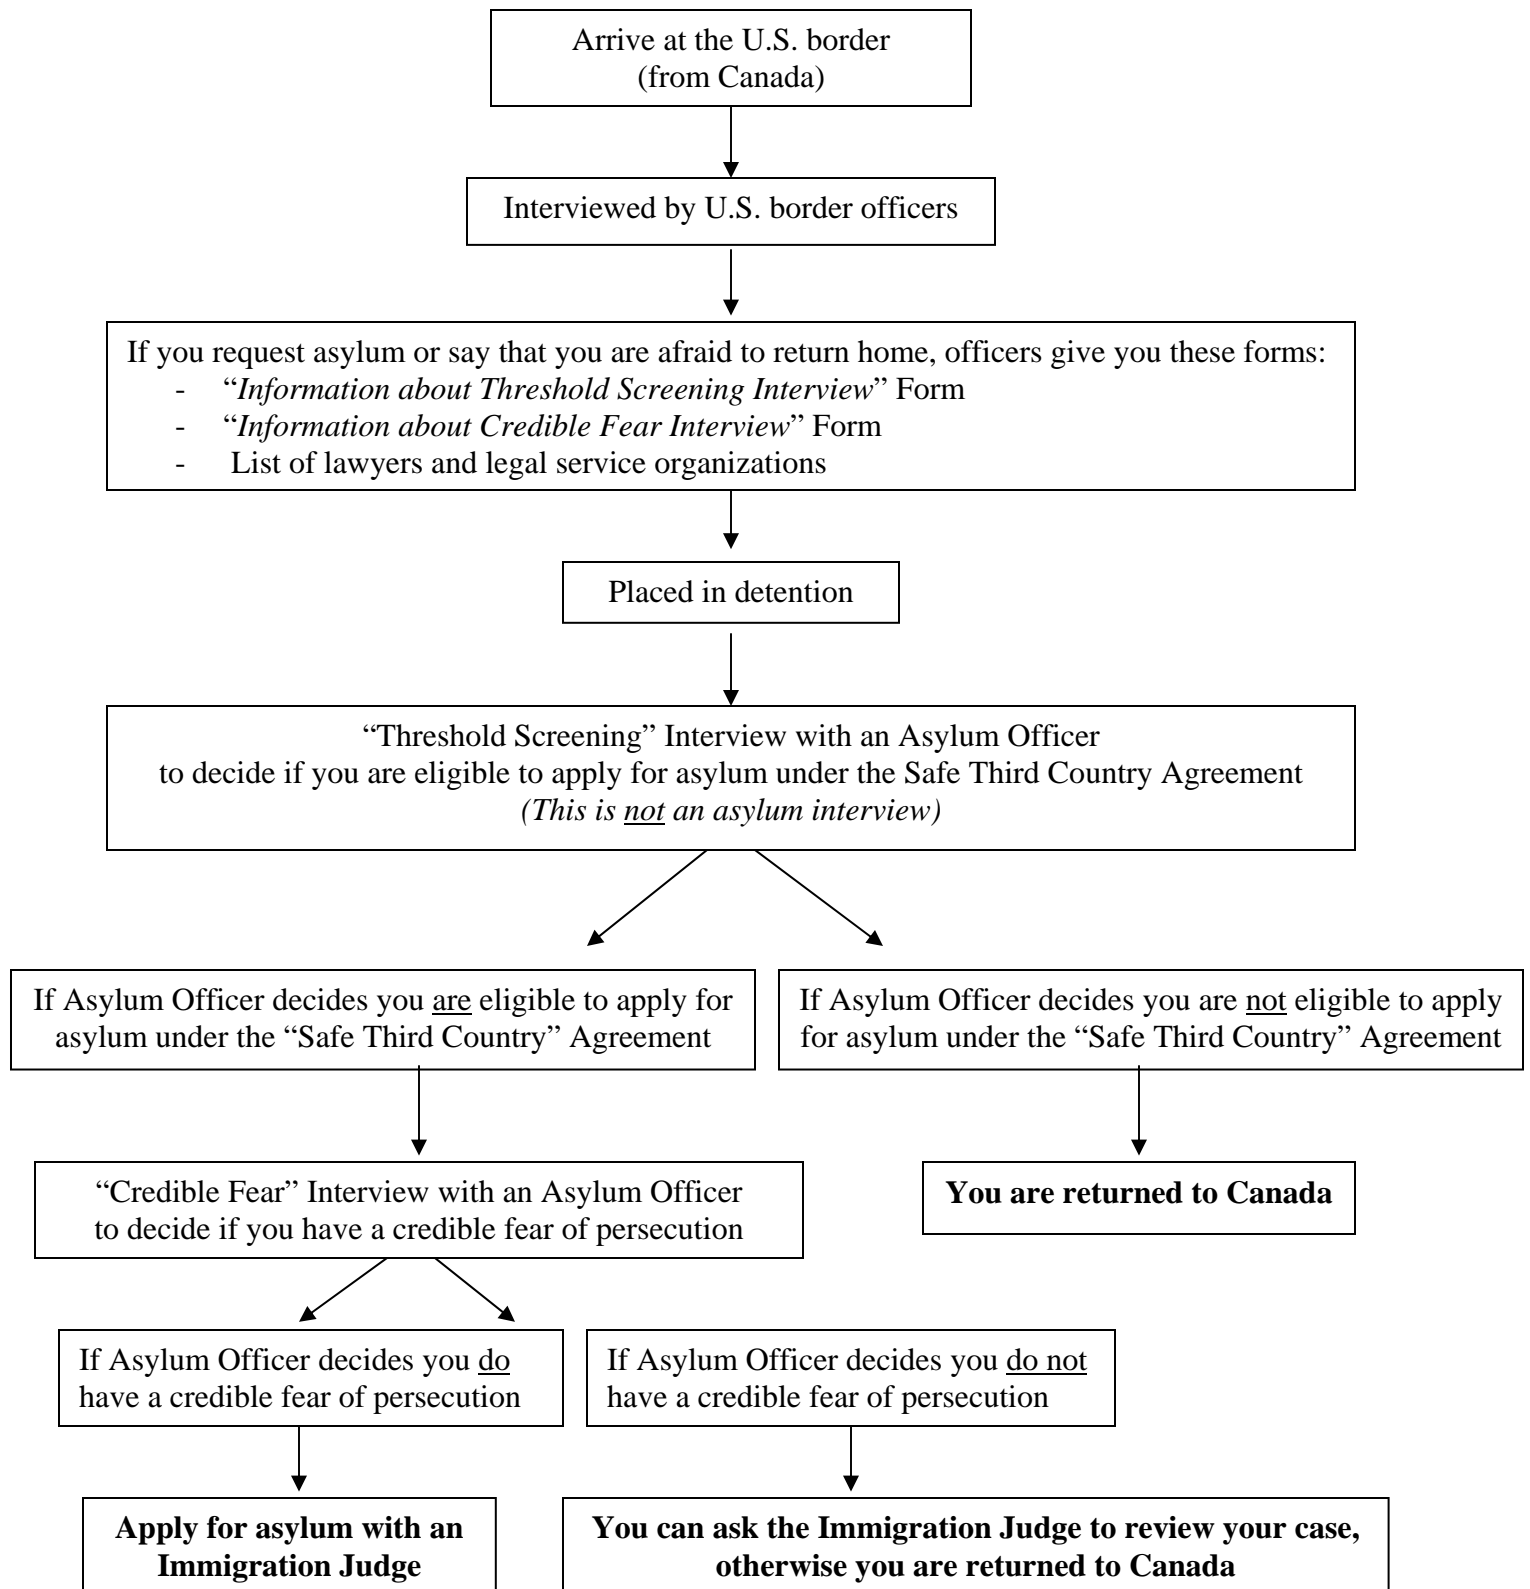 Arrive at the U.S. border
(from Canada)
Interviewed by U.S. border officers
If you request asylum or say that you are afraid to return home, officers give you these forms:
- “Information about Threshold Screening Interview” Form
- “Information about Credible Fear Interview” Form
- List of lawyers and legal service organizations
Placed in detention
“Threshold Screening” Interview with an Asylum Officer
to decide if you are eligible to apply for asylum under the Safe Third Country Agreement
(This is not an asylum interview)
If Asylum Officer decides you are eligible to apply for
asylum under the “Safe Third Country” Agreement
If Asylum Officer decides you are not eligible to apply
for asylum under the “Safe Third Country” Agreement
“Credible Fear” Interview with an Asylum Officer
to decide if you have a credible fear of persecution
You are returned to Canada
If Asylum Officer decides you do
have a credible fear of persecution
If Asylum Officer decides you do not
have a credible fear of persecution
Apply for asylum with an
Immigration Judge
You can ask the Immigration Judge to review your case,
otherwise you are returned to Canada